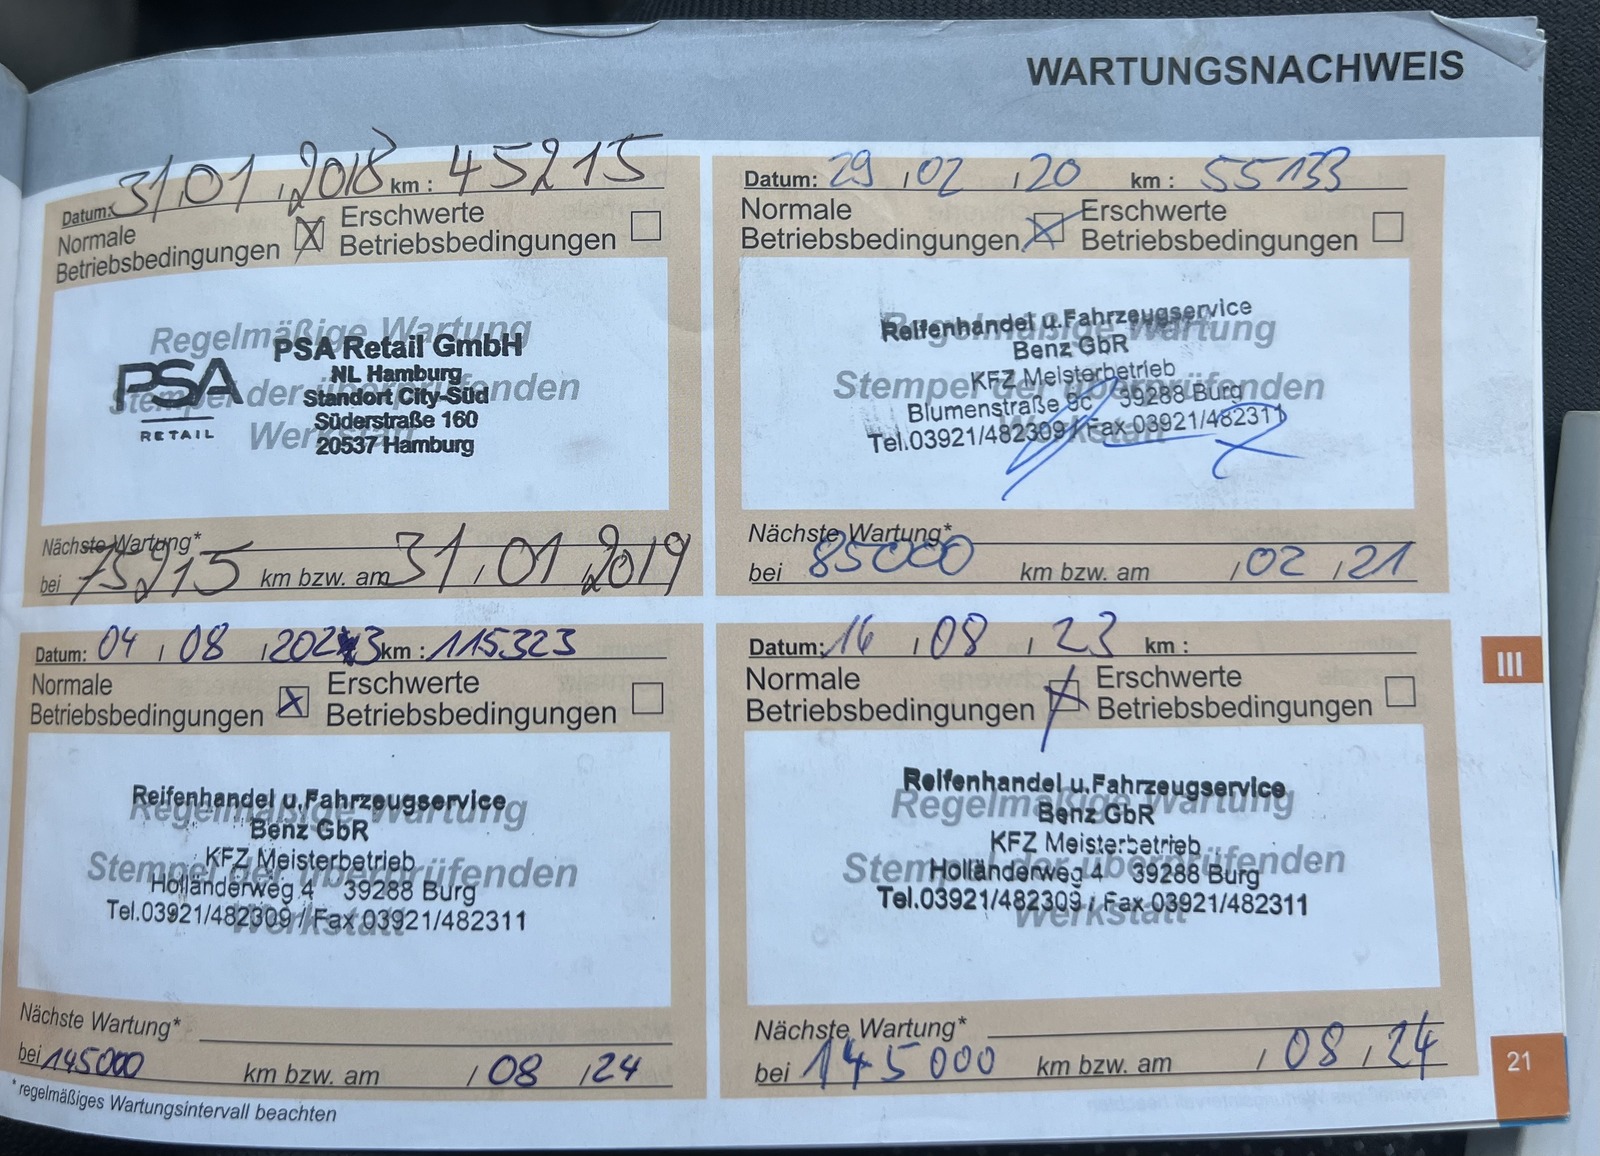 WARTUNGSNACHWEIS
Datum: 31.01.2018 km: 45215
Normale Betriebsbedingungen X Erschwerte Betriebsbedingungen
Regelmäßige Wartung
Stempel der überprüfenden
Werkstatt
PSA
RETAIL
PSA Retail GmbH
NL Hamburg
Standort City-Süd
Süderstraße 160
20537 Hamburg
Nächste Wartung*
bei 75215 km bzw. am 31.01.2019
Datum: 29.02.20 km: 55133
Normale Betriebsbedingungen X Erschwerte Betriebsbedingungen
Regelmäßige Wartung
Stempel der überprüfenden
Werkstatt
Reifenhandel u. Fahrzeugservice
Benz GbR
KFZ Meisterbetrieb
Blumenstraße 9c 39288 Burg
Tel.03921/482309 / Fax 03921/482311
Nächste Wartung*
bei 85000 km bzw. am .02.21
Datum: 04.08.2023 km: 115323
Normale Betriebsbedingungen X Erschwerte Betriebsbedingungen
Regelmäßige Wartung
Stempel der überprüfenden
Werkstatt
Reifenhandel u. Fahrzeugservice
Benz GbR
KFZ Meisterbetrieb
Holländerweg 4 39288 Burg
Tel.03921/482309 / Fax 03921/482311
Nächste Wartung*
bei 145000 km bzw. am .08.24
* regelmäßiges Wartungsintervall beachten
Datum: 16.08.23 km:
Normale Betriebsbedingungen X Erschwerte Betriebsbedingungen
Regelmäßige Wartung
Stempel der überprüfenden
Werkstatt
Reifenhandel u. Fahrzeugservice
Benz GbR
KFZ Meisterbetrieb
Holländerweg 4 39288 Burg
Tel.03921/482309 / Fax 03921/482311
Nächste Wartung*
bei 145000 km bzw. am .08.24
III
21